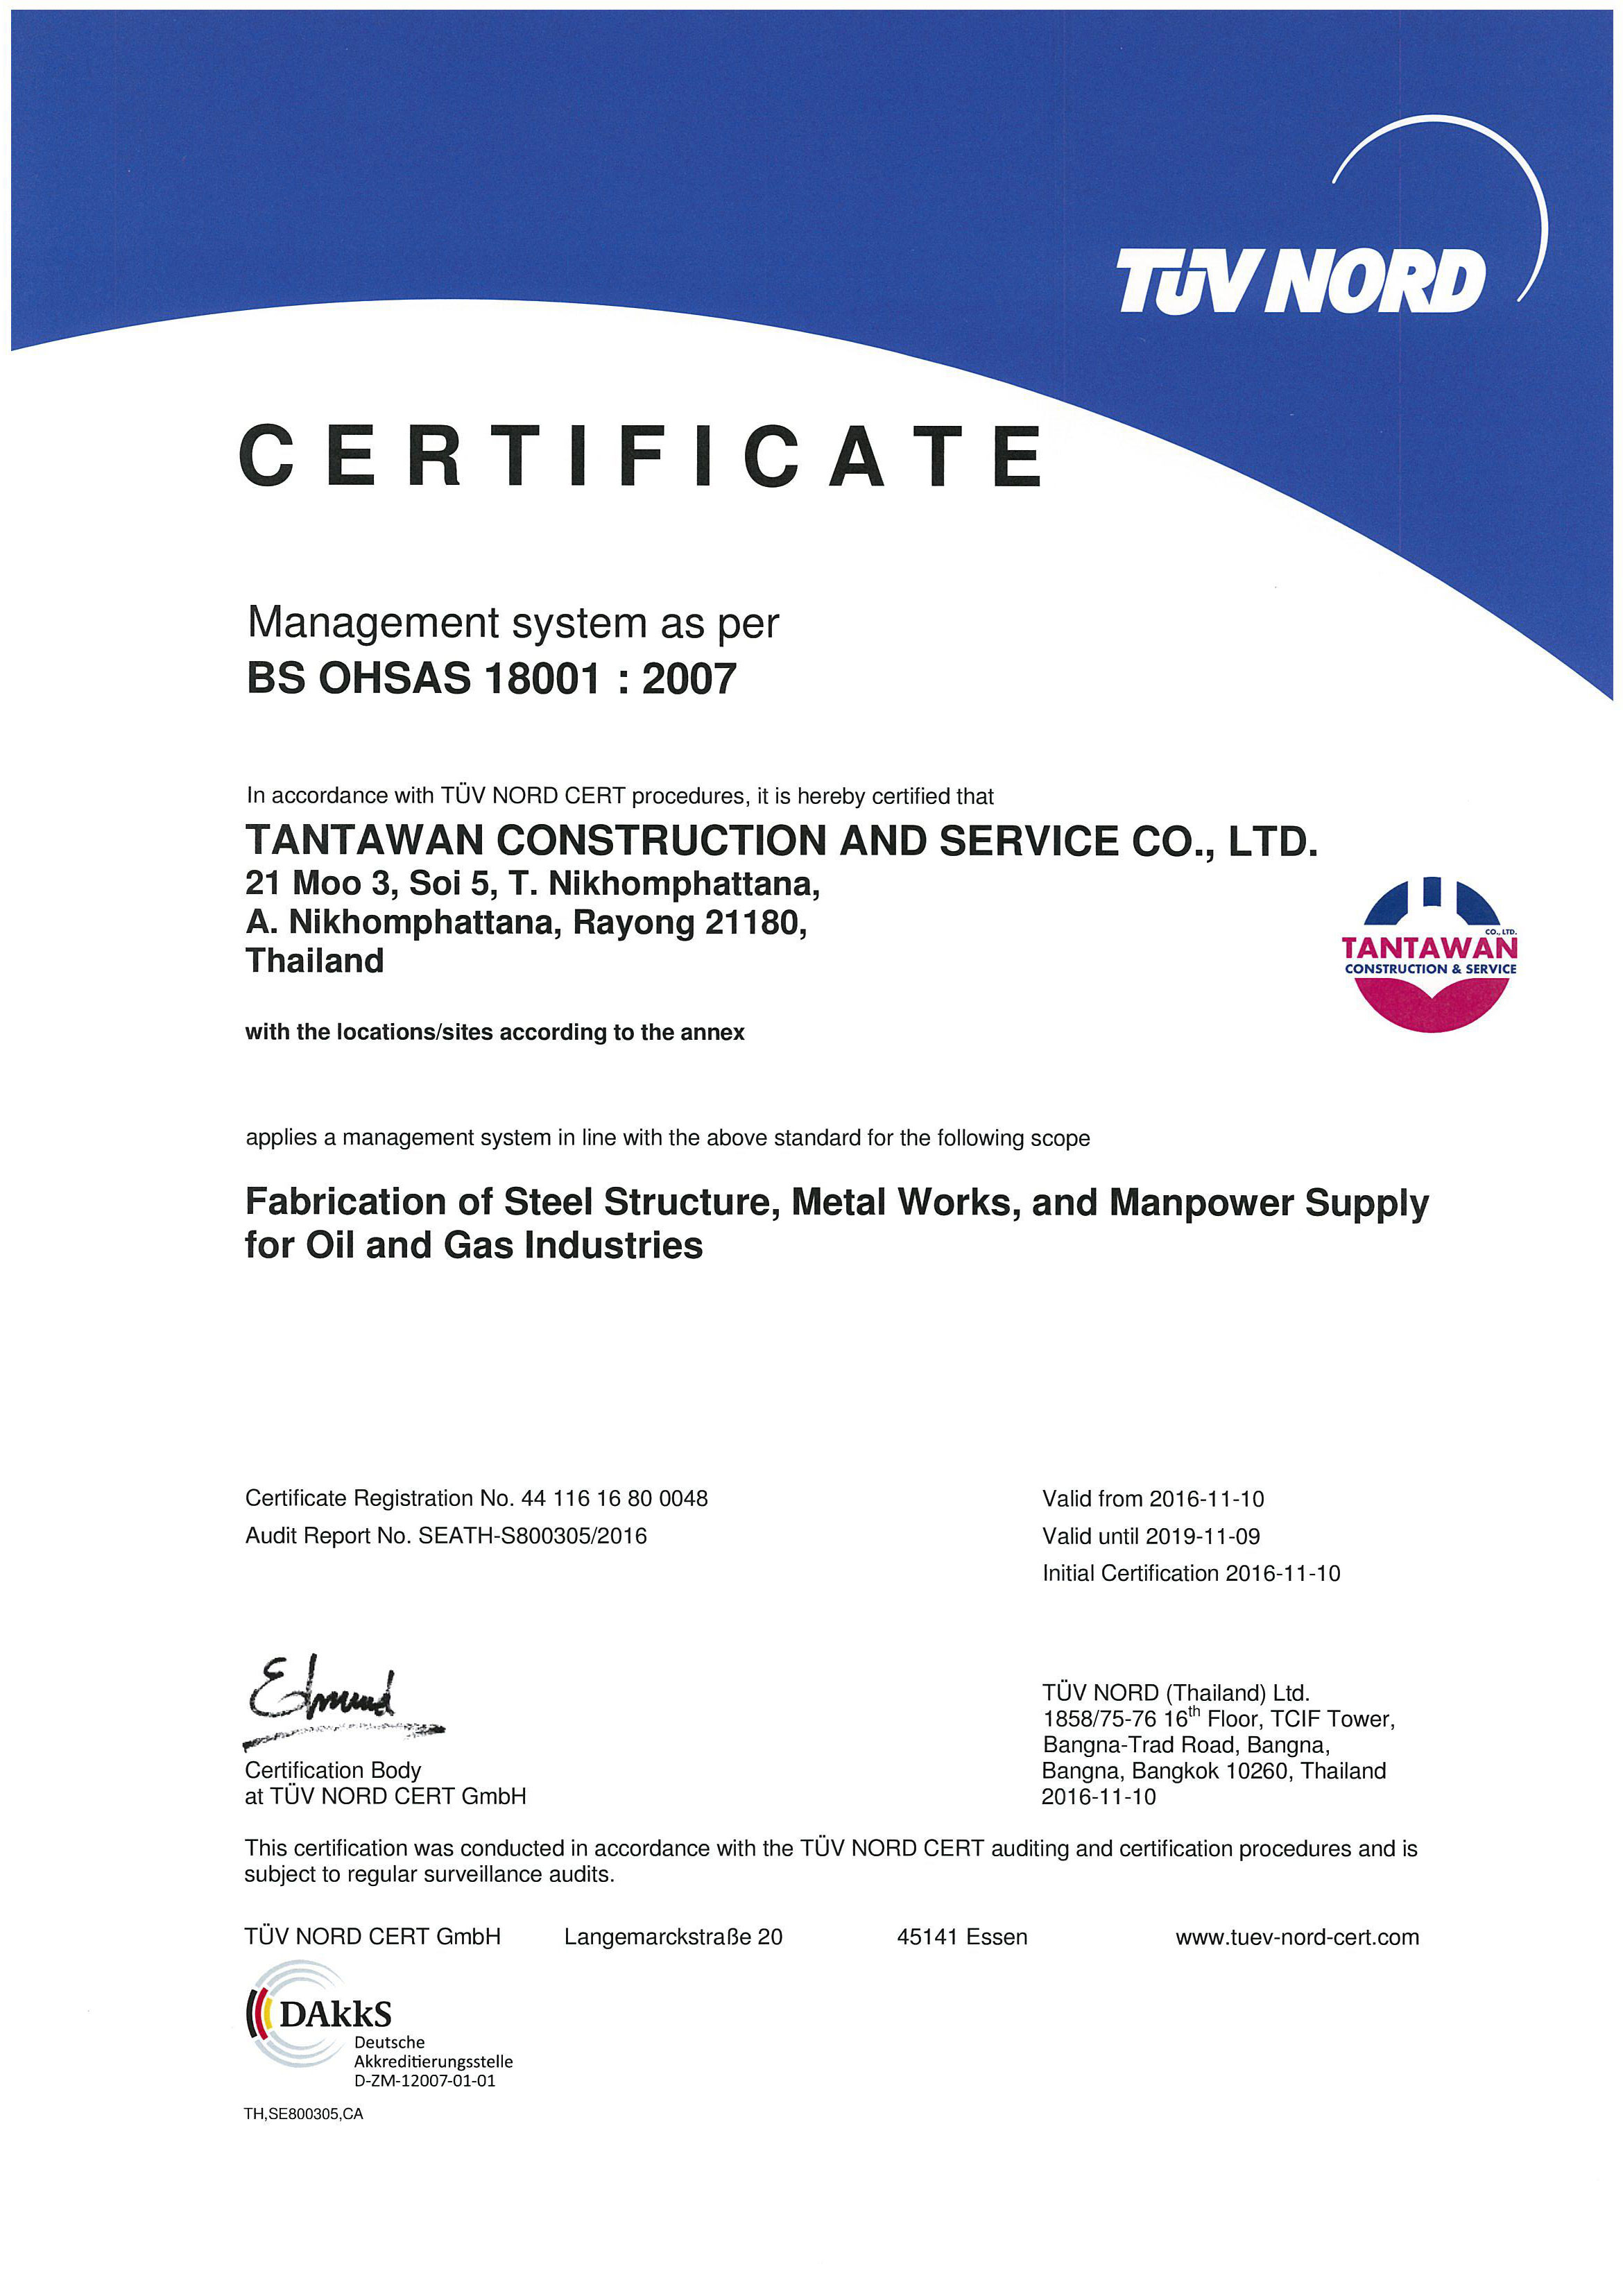 TÜV NORD
CERTIFICATE
Management system as per
BS OHSAS 18001 : 2007
In accordance with TÜV NORD CERT procedures, it is hereby certified that
TANTAWAN CONSTRUCTION AND SERVICE CO., LTD.
21 Moo 3, Soi 5, T. Nikhomphattana,
A. Nikhomphattana, Rayong 21180,
Thailand
CO., LTD.
TANTAWAN
CONSTRUCTION & SERVICE
with the locations/sites according to the annex
applies a management system in line with the above standard for the following scope
Fabrication of Steel Structure, Metal Works, and Manpower Supply
for Oil and Gas Industries
Certificate Registration No. 44 116 16 80 0048
Audit Report No. SEATH-S800305/2016
Valid from 2016-11-10
Valid until 2019-11-09
Initial Certification 2016-11-10
Edmund
Certification Body
at TÜV NORD CERT GmbH
TÜV NORD (Thailand) Ltd.
1858/75-76 16th Floor, TCIF Tower,
Bangna-Trad Road, Bangna,
Bangna, Bangkok 10260, Thailand
2016-11-10
This certification was conducted in accordance with the TÜV NORD CERT auditing and certification procedures and is
subject to regular surveillance audits.
TÜV NORD CERT GmbH Langemarckstraße 20 45141 Essen www.tuev-nord-cert.com
DAkkS
Deutsche
Akkreditierungsstelle
D-ZM-12007-01-01
TH,SE800305,CA